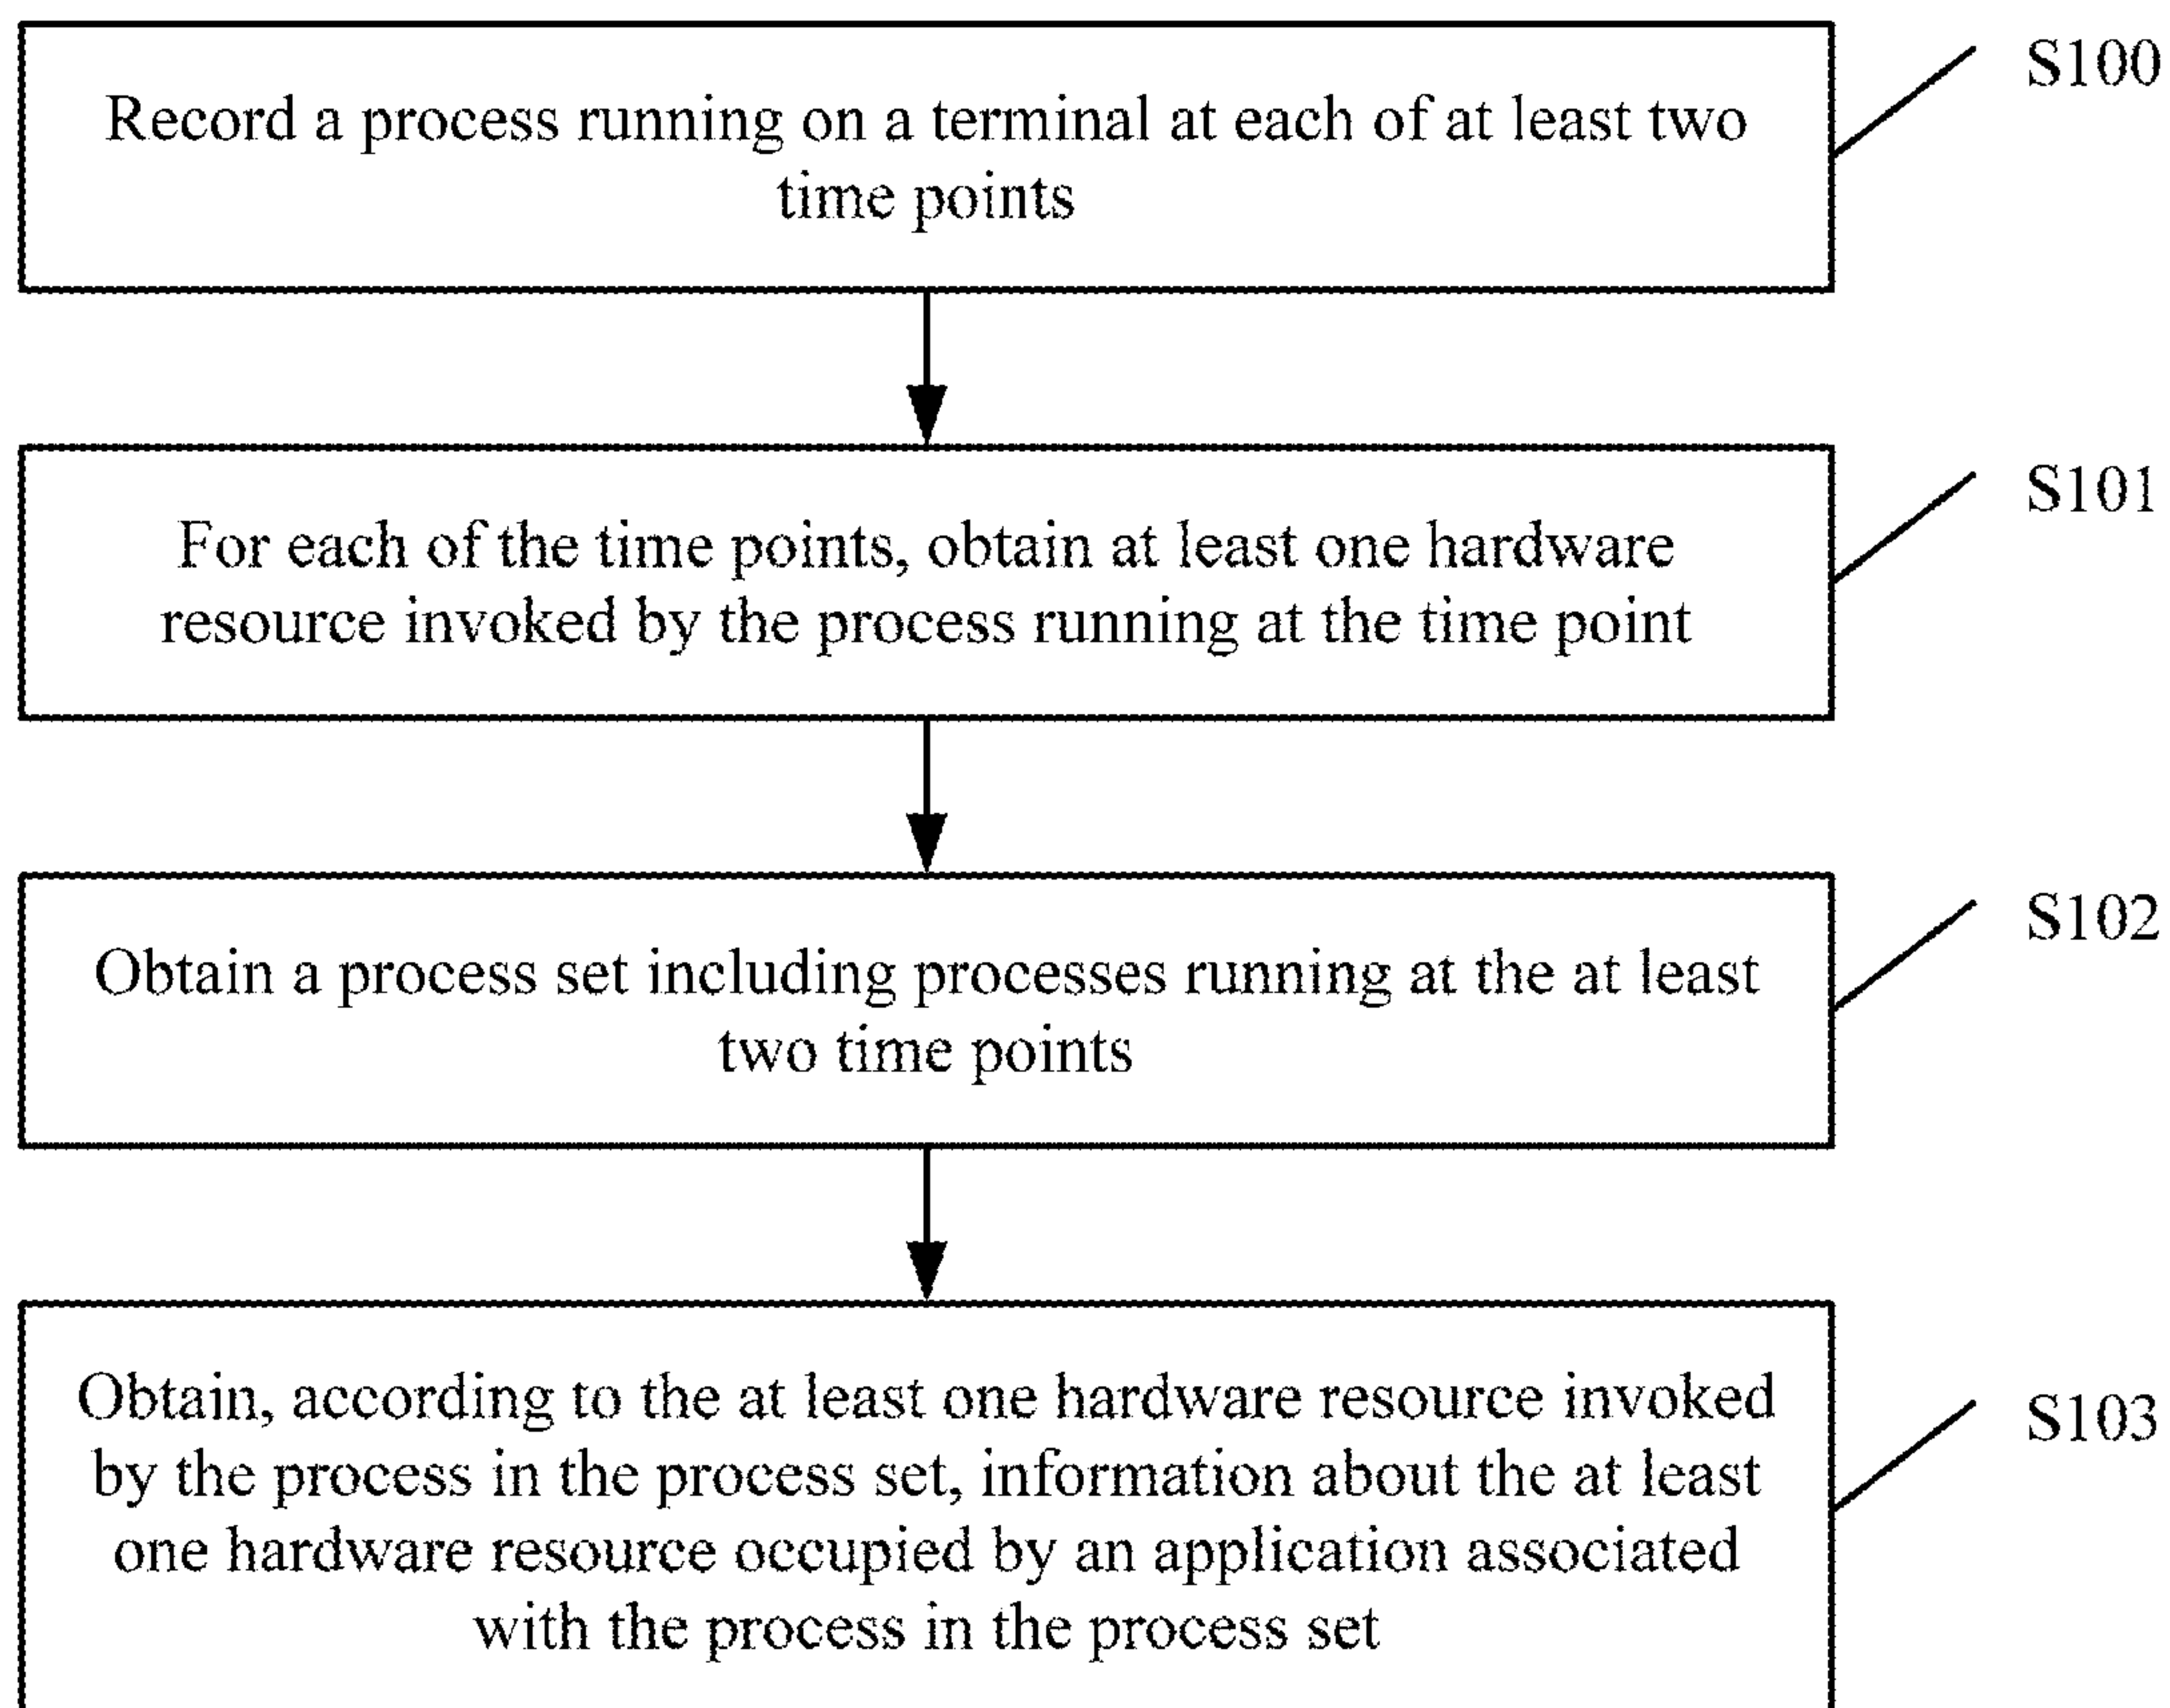 Record a process running on a terminal at each of at least two
time points
S100
For each of the time points, obtain at least one hardware
resource invoked by the process running at the time point
S101
Obtain a process set including processes running at the at least
two time points
S102
Obtain, according to the at least one hardware resource invoked
by the process in the process set, information about the at least
one hardware resource occupied by an application associated
with the process in the process set
S103